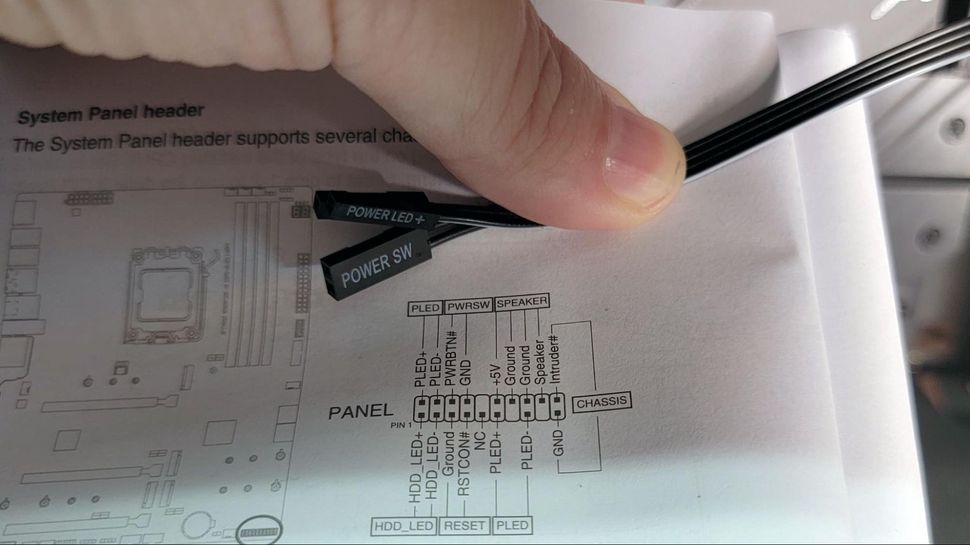 System Panel header
The System Panel header supports several cha
POWER LED+
POWER SW
PLED
PWRSW
SPEAKER
PLED+
PLED-
PWRBTN#
GND
+5V
Ground
Ground
Speaker
Intruder#
PANEL
PIN 1
CHASSIS
HDD_LED+
HDD_LED-
Ground
RSTCON#
NC
PLED+
PLED-
GND
HDD_LED
RESET
PLED